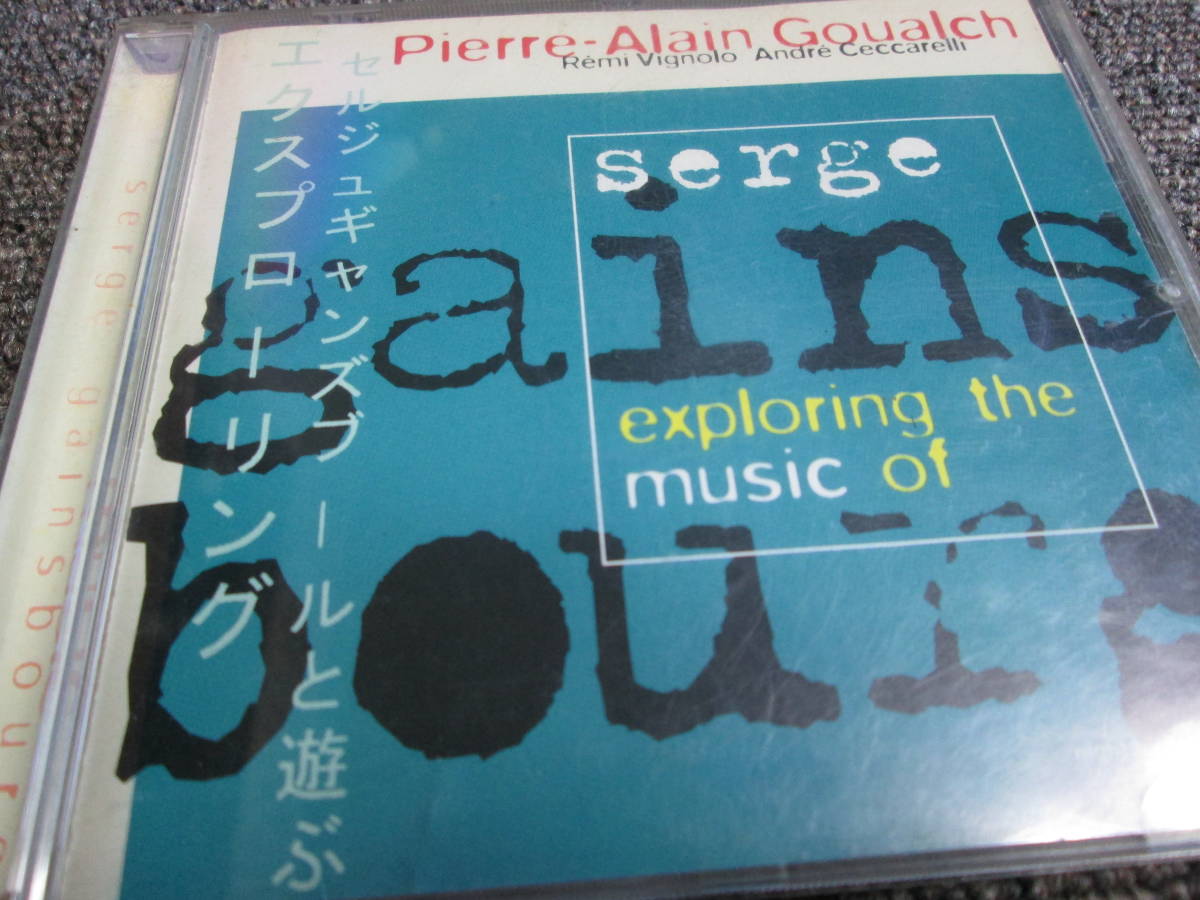 Pierre-Alain Goualch
Rémi Vignolo André Ceccarelli
セルジュギャンズブールと遊ぶ
エクスプローリング
serge
gains
exploring the
music of
bourg
serge gainsbourg